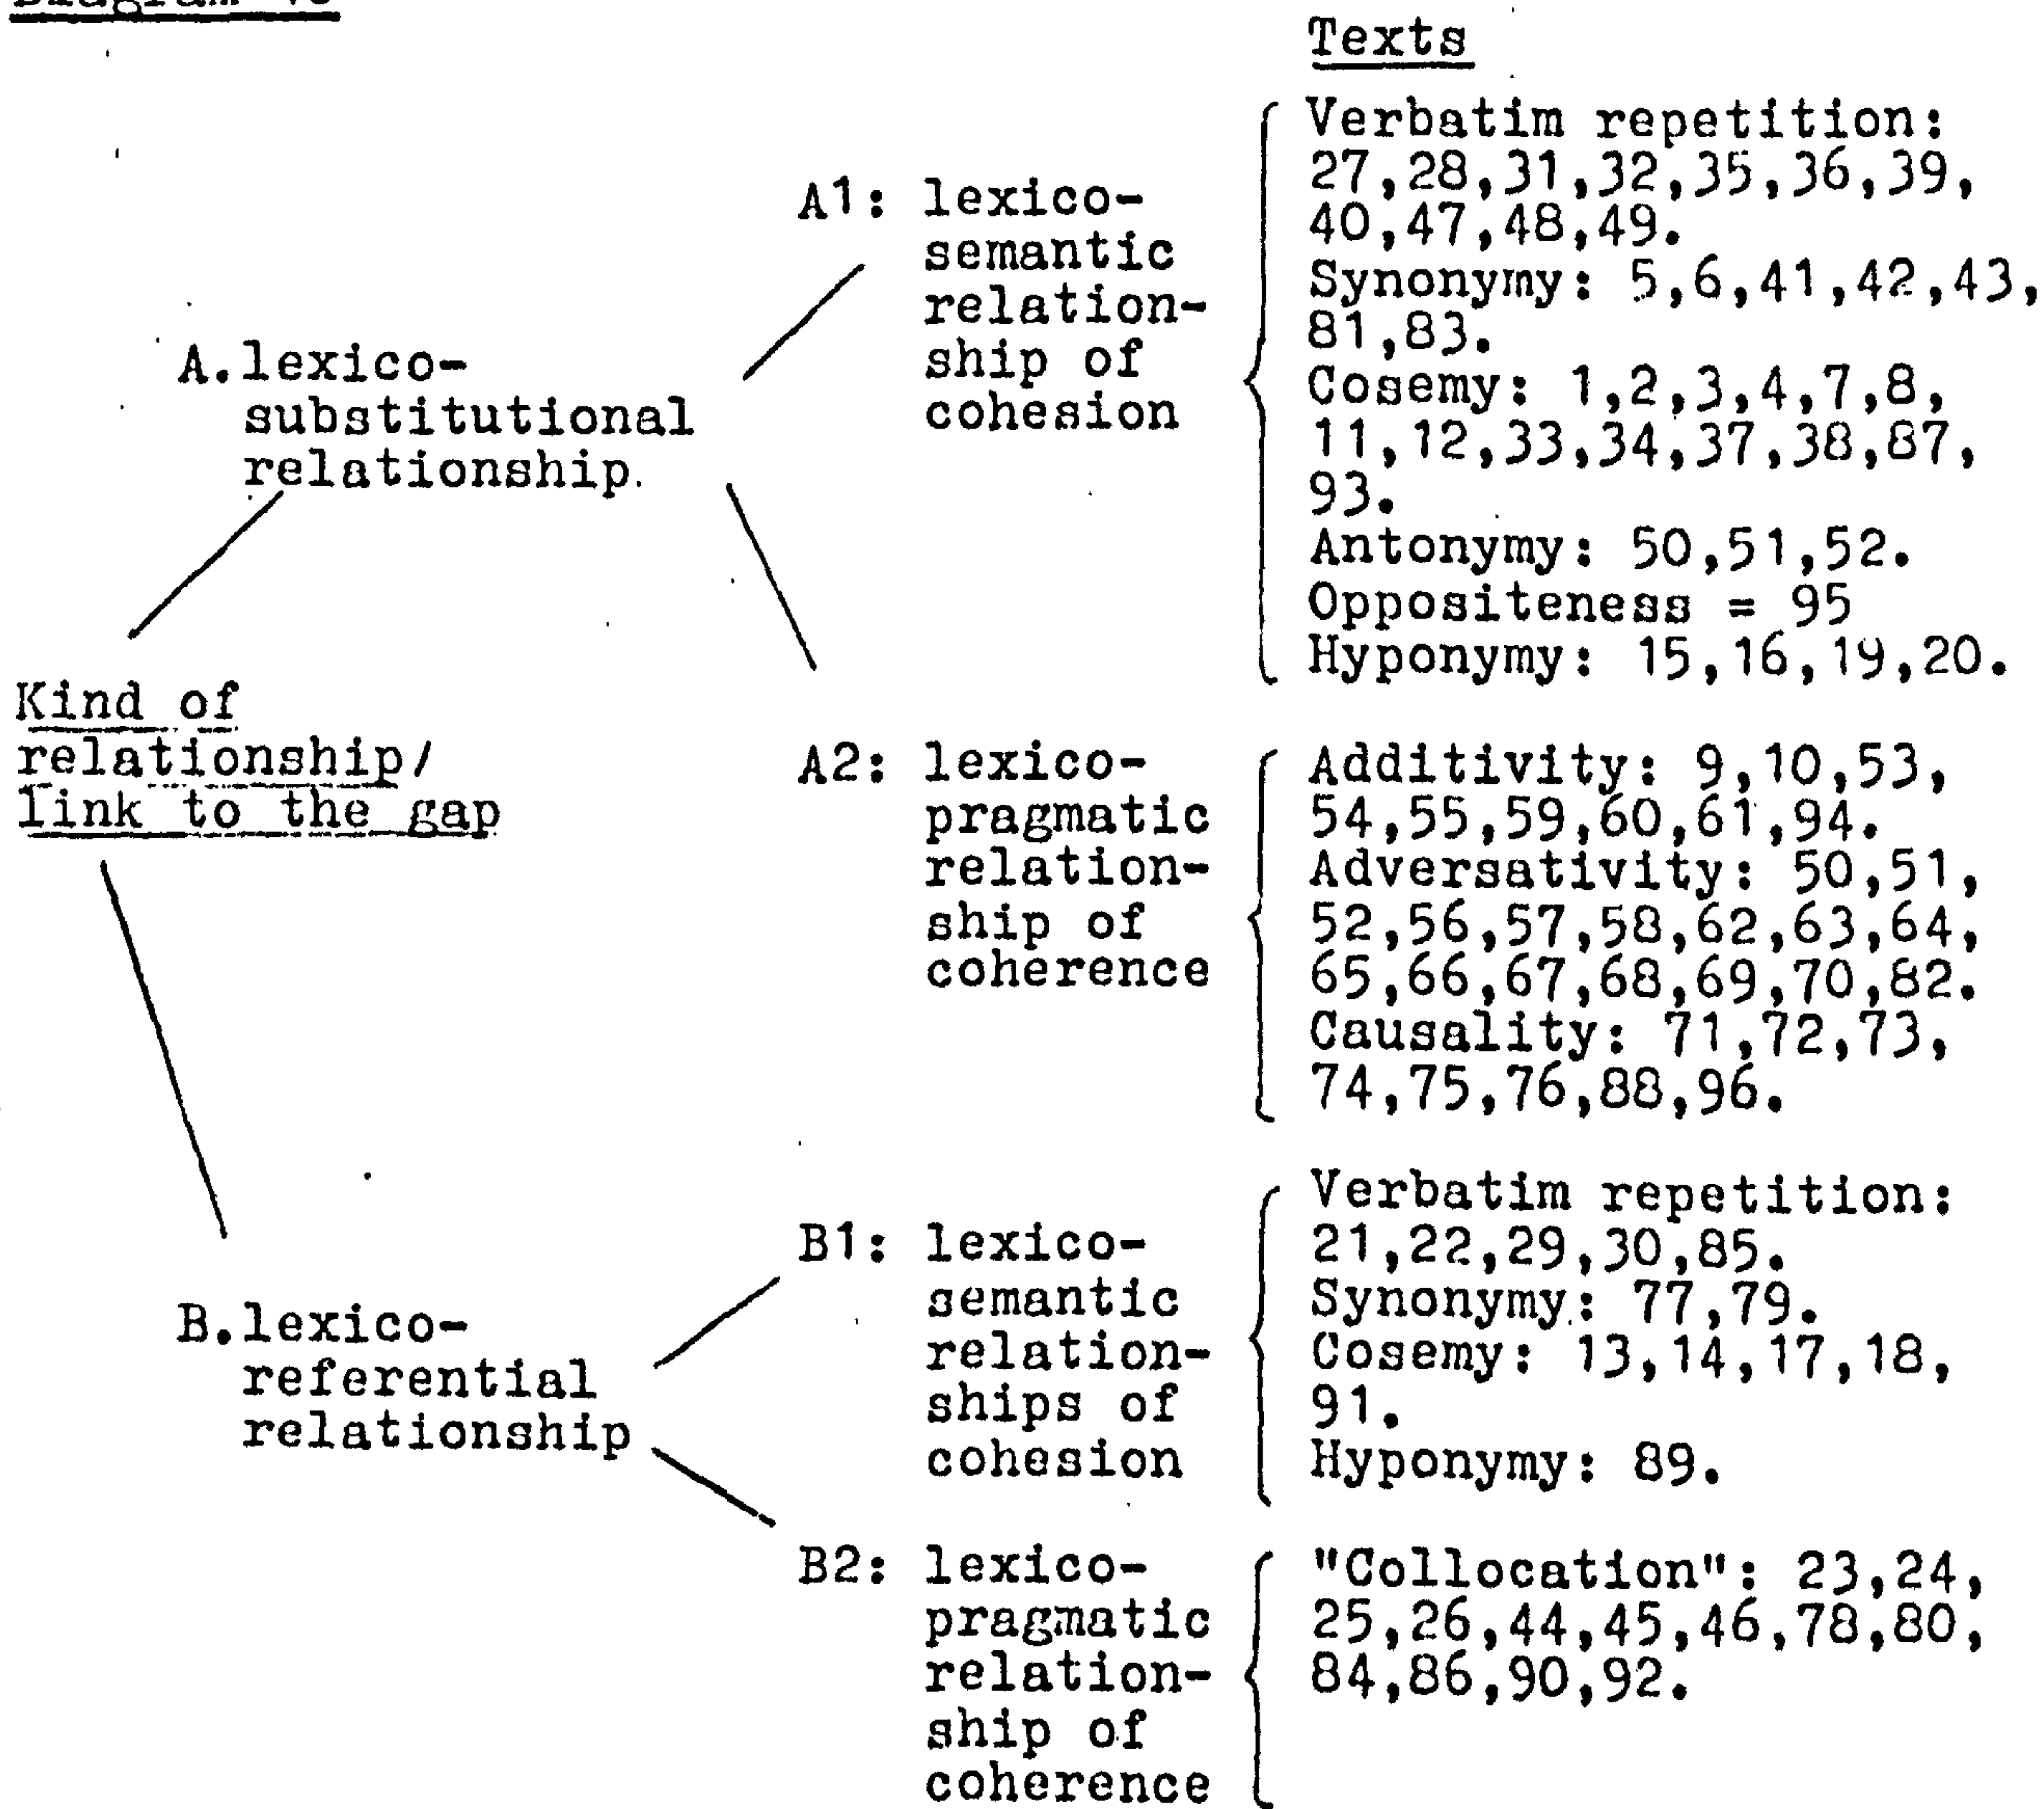 Texts
A. lexico-
substitutional
relationship.
Kind of
relationship/
link to the gap
B. lexico-
referential
relationship
A1: lexico-
semantic
relation-
ship of
cohesion
Verbatim repetition:
27,28,31,32,35,36,39,
40,47,48,49.
Synonymy: 5,6,41,42,43,
81,83.
Cosemy: 1,2,3,4,7,8,
11,12,33,34,37,38,87,
93.
Antonymy: 50,51,52.
Oppositeness = 95
Hyponymy: 15,16,19,20.
A2: lexico-
pragmatic
relation-
ship of
coherence
Additivity: 9,10,53,
54,55,59,60,61,94.
Adversativity: 50,51,
52,56,57,58,62,63,64,
65,66,67,68,69,70,82.
Causality: 71,72,73,
74,75,76,88,96.
B1: lexico-
semantic
relation-
ships of
cohesion
Verbatim repetition:
21,22,29,30,85.
Synonymy: 77,79.
Cosemy: 13,14,17,18,
91.
Hyponymy: 89.
B2: lexico-
pragmatic
relation-
ship of
coherence
"Collocation": 23,24,
25,26,44,45,46,78,80,
84,86,90,92.